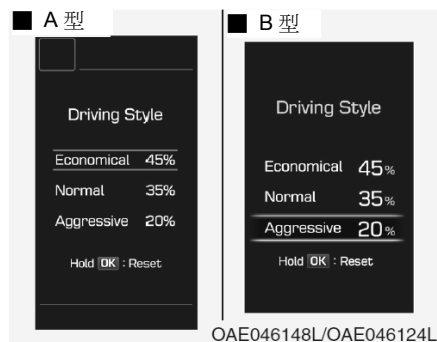 ■ A 型
Driving Style
Economical 45%
Normal 35%
Aggressive 20%
Hold OK : Reset
■ B 型
Driving Style
Economical 45%
Normal 35%
Aggressive 20%
Hold OK : Reset
OAE046148L/OAE046124L